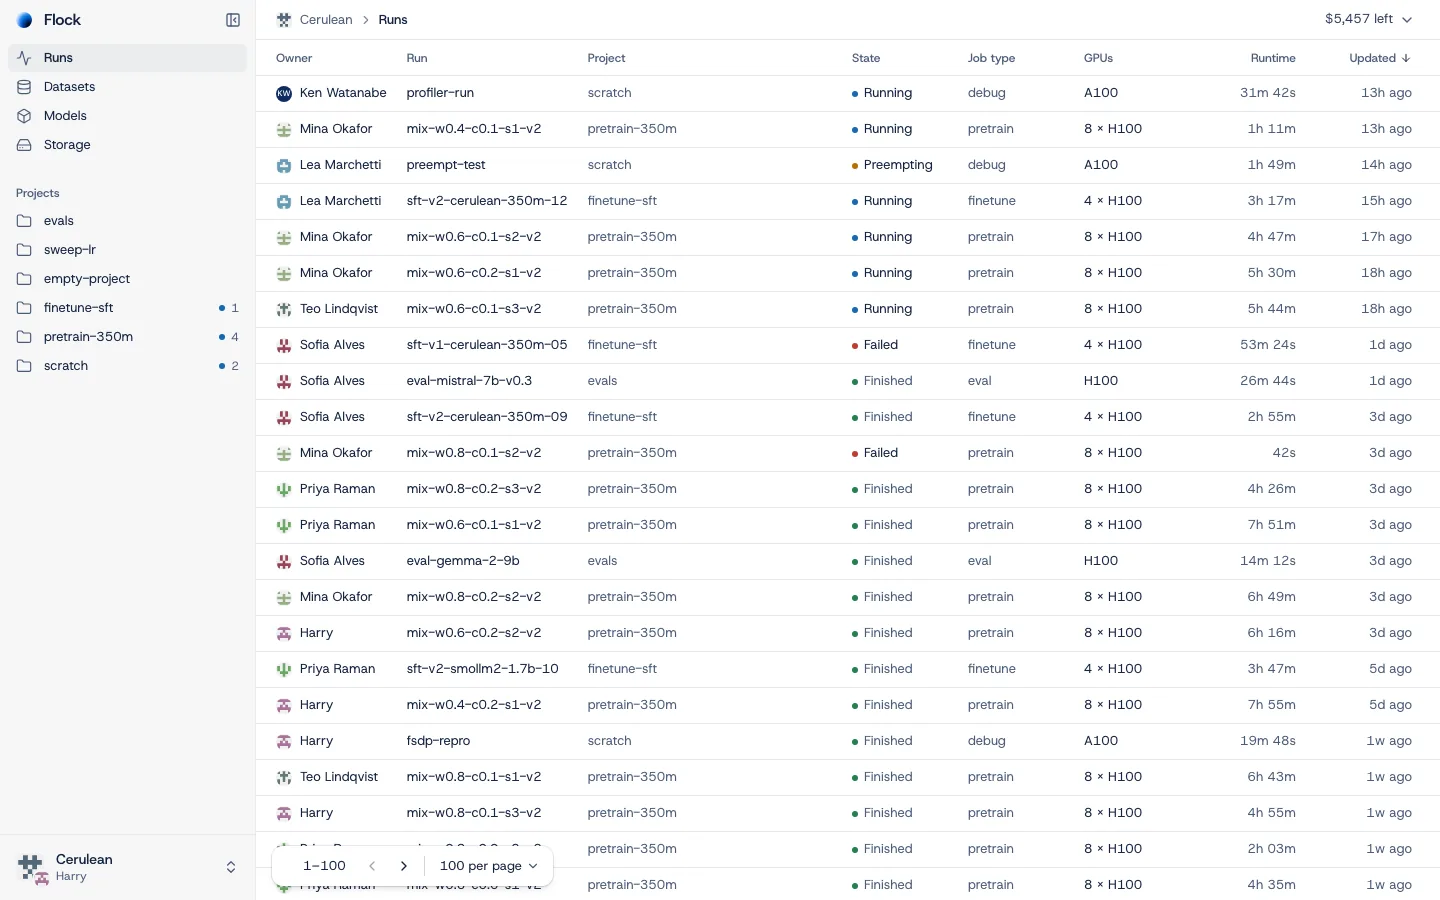 Flock
Runs
Datasets
Models
Storage
Projects
evals
sweep-lr
empty-project
finetune-sft 1
pretrain-350m 4
scratch 2
Cerulean
Harry
Cerulean > Runs
$5,457 left
Owner Run Project State Job type GPUs Runtime Updated ↓
KW Ken Watanabe profiler-run scratch Running debug A100 31m 42s 13h ago
Mina Okafor mix-w0.4-c0.1-s1-v2 pretrain-350m Running pretrain 8 × H100 1h 11m 13h ago
Lea Marchetti preempt-test scratch Preempting debug A100 1h 49m 14h ago
Lea Marchetti sft-v2-cerulean-350m-12 finetune-sft Running finetune 4 × H100 3h 17m 15h ago
Mina Okafor mix-w0.6-c0.1-s2-v2 pretrain-350m Running pretrain 8 × H100 4h 47m 17h ago
Mina Okafor mix-w0.6-c0.2-s1-v2 pretrain-350m Running pretrain 8 × H100 5h 30m 18h ago
Teo Lindqvist mix-w0.6-c0.1-s3-v2 pretrain-350m Running pretrain 8 × H100 5h 44m 18h ago
Sofia Alves sft-v1-cerulean-350m-05 finetune-sft Failed finetune 4 × H100 53m 24s 1d ago
Sofia Alves eval-mistral-7b-v0.3 evals Finished eval H100 26m 44s 1d ago
Sofia Alves sft-v2-cerulean-350m-09 finetune-sft Finished finetune 4 × H100 2h 55m 3d ago
Mina Okafor mix-w0.8-c0.1-s2-v2 pretrain-350m Failed pretrain 8 × H100 42s 3d ago
Priya Raman mix-w0.8-c0.2-s3-v2 pretrain-350m Finished pretrain 8 × H100 4h 26m 3d ago
Priya Raman mix-w0.6-c0.1-s1-v2 pretrain-350m Finished pretrain 8 × H100 7h 51m 3d ago
Sofia Alves eval-gemma-2-9b evals Finished eval H100 14m 12s 3d ago
Mina Okafor mix-w0.8-c0.2-s2-v2 pretrain-350m Finished pretrain 8 × H100 6h 49m 3d ago
Harry mix-w0.6-c0.2-s2-v2 pretrain-350m Finished pretrain 8 × H100 6h 16m 3d ago
Priya Raman sft-v2-smollm2-1.7b-10 finetune-sft Finished finetune 4 × H100 3h 47m 5d ago
Harry mix-w0.4-c0.2-s1-v2 pretrain-350m Finished pretrain 8 × H100 7h 55m 5d ago
Harry fsdp-repro scratch Finished debug A100 19m 48s 1w ago
Teo Lindqvist mix-w0.8-c0.1-s1-v2 pretrain-350m Finished pretrain 8 × H100 6h 43m 1w ago
Harry mix-w0.8-c0.1-s3-v2 pretrain-350m Finished pretrain 8 × H100 4h 55m 1w ago
pretrain-350m Finished pretrain 8 × H100 2h 03m 1w ago
1–100 100 per page
Priya Raman pretrain-350m Finished pretrain 8 × H100 4h 35m 1w ago